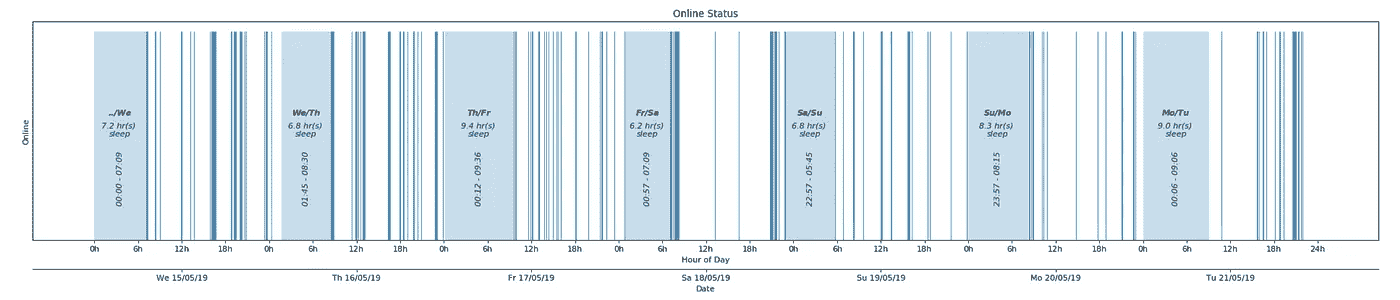 Online Status
Online
../We
7.2 hr(s)
sleep
00:00 - 07:09
We/Th
6.8 hr(s)
sleep
01:45 - 08:30
Th/Fr
9.4 hr(s)
sleep
00:12 - 09:36
Fr/Sa
6.2 hr(s)
sleep
00:57 - 07:09
Sa/Su
6.8 hr(s)
sleep
22:57 - 05:45
Su/Mo
8.3 hr(s)
sleep
23:57 - 08:15
Mo/Tu
9.0 hr(s)
sleep
00:06 - 09:06
0h 6h 12h 18h 0h 6h 12h 18h 0h 6h 12h 18h 0h 6h 12h 18h 0h 6h 12h 18h 0h 6h 12h 18h 0h 6h 12h 18h 24h
Hour of Day
We 15/05/19 Th 16/05/19 Fr 17/05/19 Sa 18/05/19 Su 19/05/19 Mo 20/05/19 Tu 21/05/19
Date